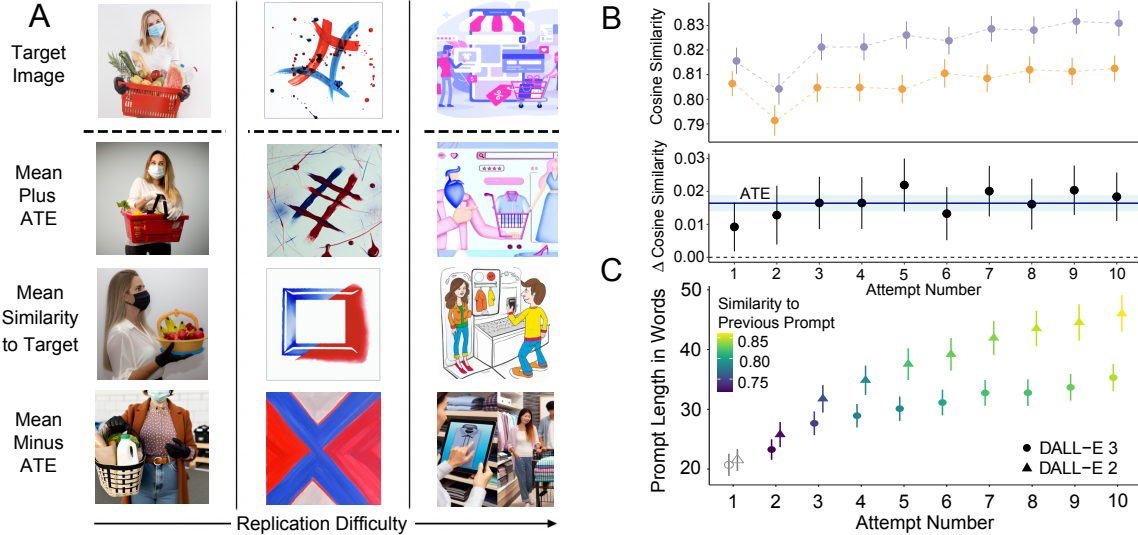 A
Target
Image
Mean
Plus
ATE
Mean
Similarity
to Target
Mean
Minus
ATE
Replication Difficulty
B
Cosine Similarity
0.83
0.82
0.81
0.80
0.79
Δ Cosine Similarity
0.03
0.02
0.01
0.00
ATE
1 2 3 4 5 6 7 8 9 10
Attempt Number
C
Prompt Length in Words
50
40
30
20
Similarity to
Previous Prompt
0.85
0.80
0.75
DALL−E 3
DALL−E 2
1 2 3 4 5 6 7 8 9 10
Attempt Number
%